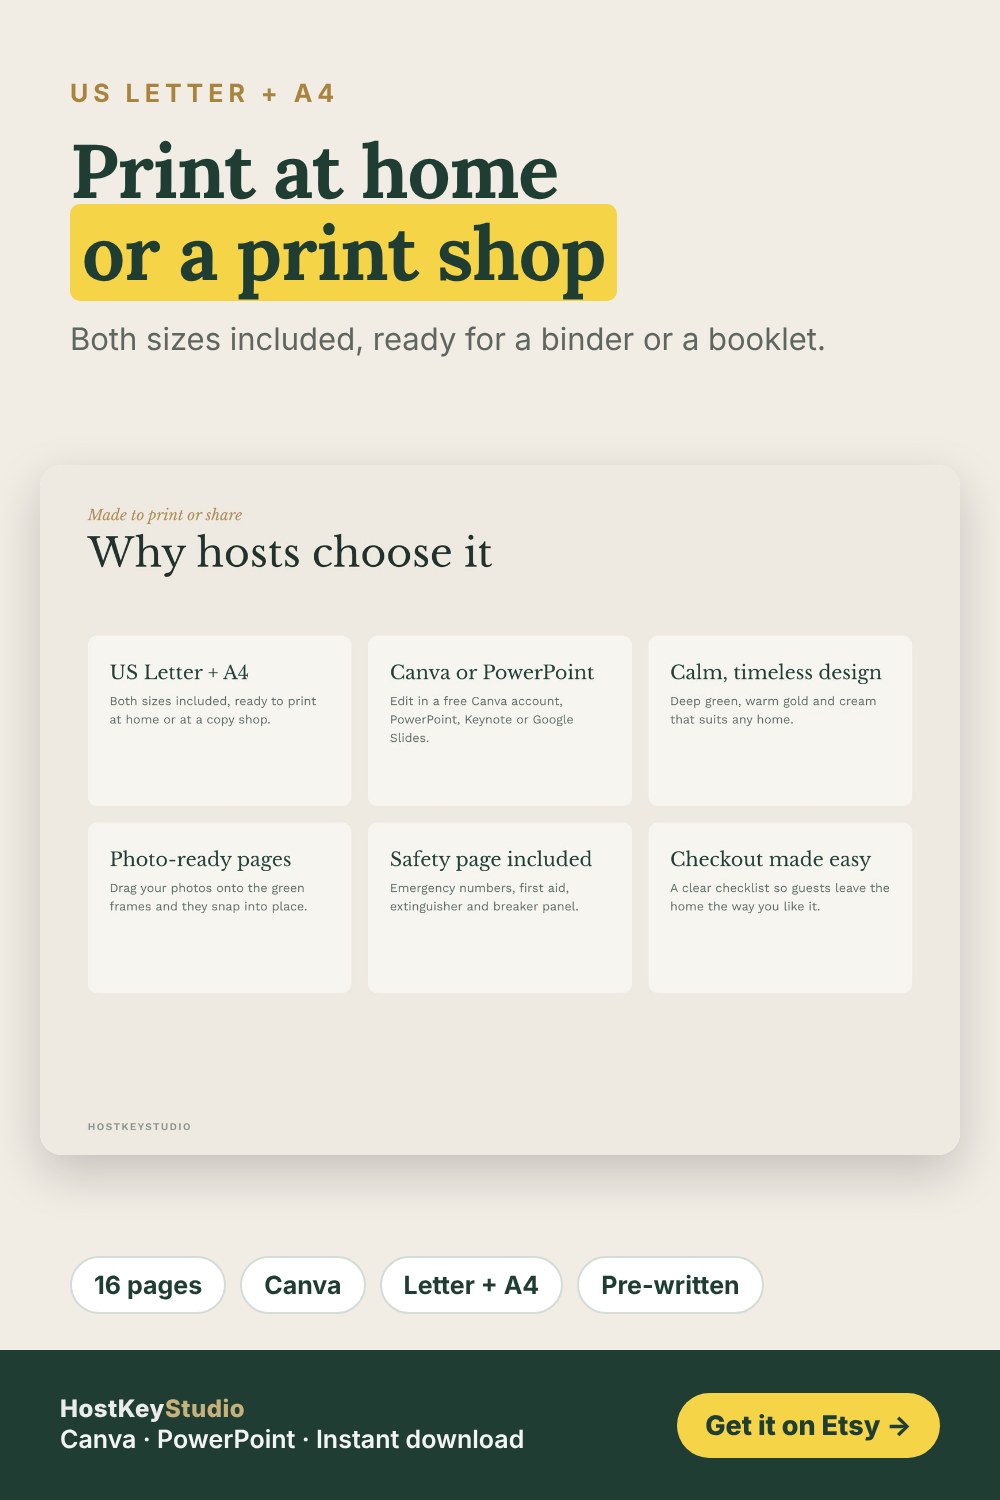 US LETTER + A4
Print at home
or a print shop
Both sizes included, ready for a binder or a booklet.
Made to print or share
Why hosts choose it
US Letter + A4
Both sizes included, ready to print
at home or at a copy shop.
Canva or PowerPoint
Edit in a free Canva account,
PowerPoint, Keynote or Google
Slides.
Calm, timeless design
Deep green, warm gold and cream
that suits any home.
Photo-ready pages
Drag your photos onto the green
frames and they snap into place.
Safety page included
Emergency numbers, first aid,
extinguisher and breaker panel.
Checkout made easy
A clear checklist so guests leave the
home the way you like it.
HOSTKEYSTUDIO
16 pages
Canva
Letter + A4
Pre-written
HostKeyStudio
Canva · PowerPoint · Instant download
Get it on Etsy →